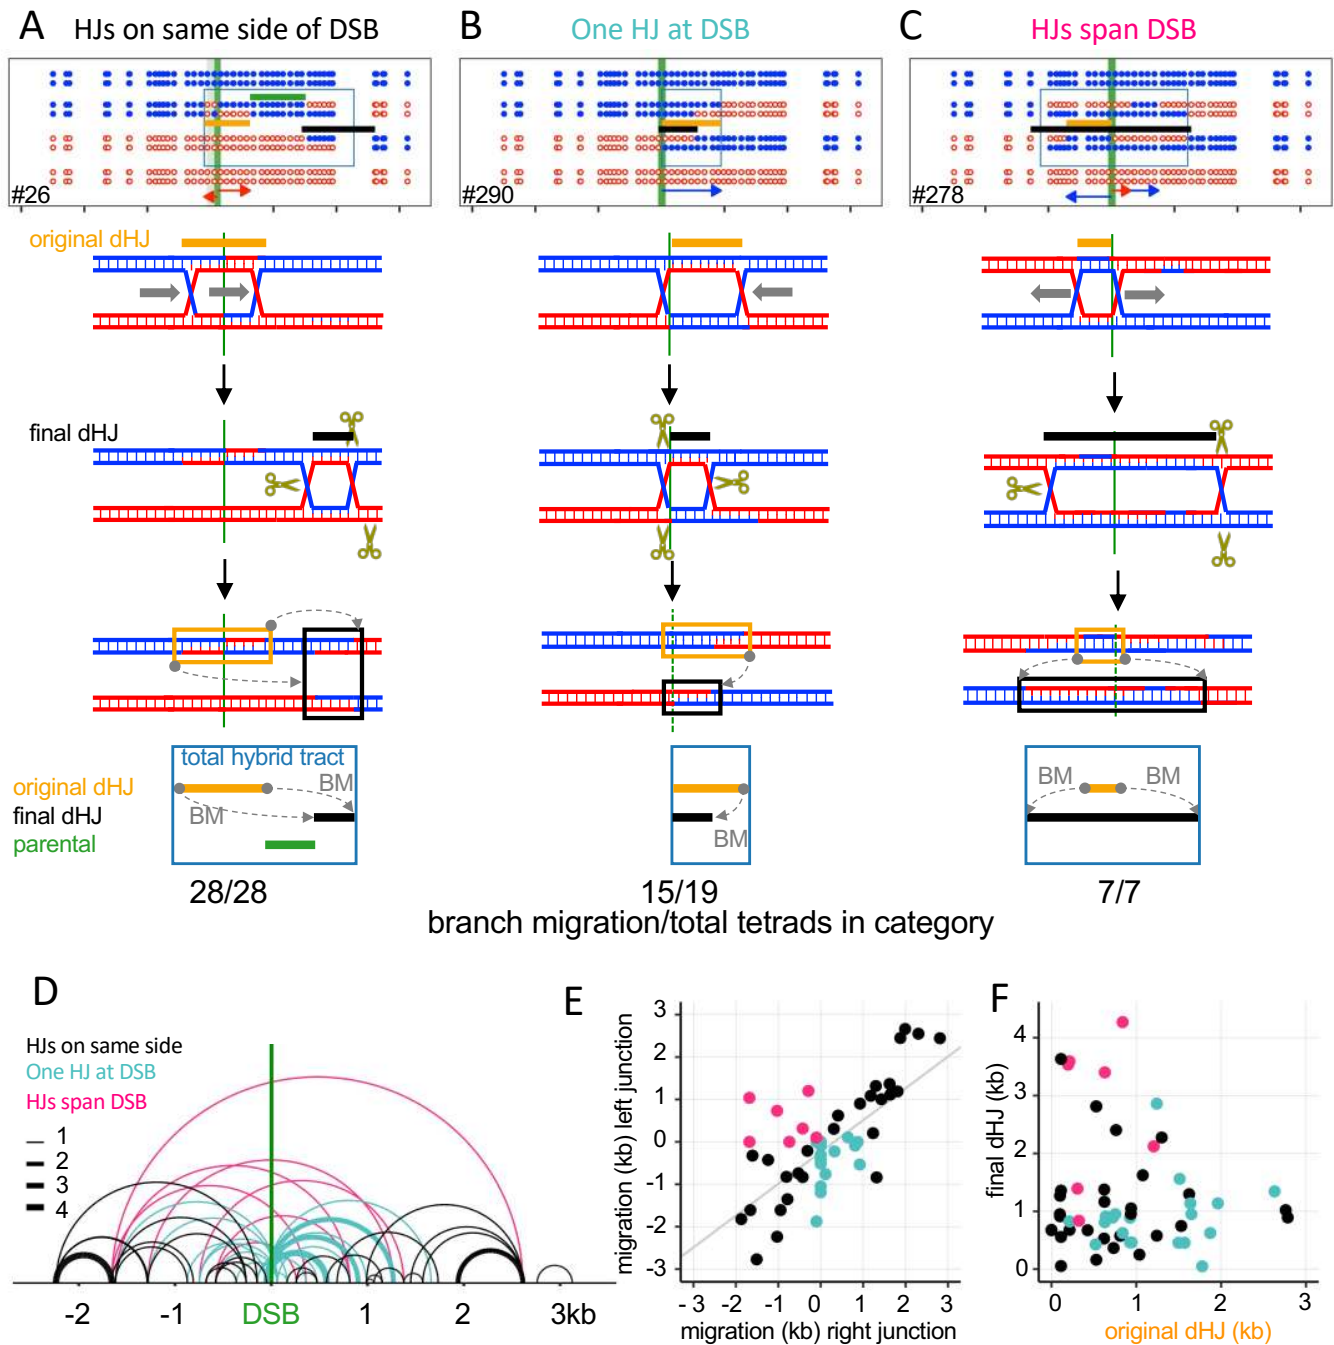 A HJs on same side of DSB
B One HJ at DSB
C HJs span DSB
#26
#290
#278
original dHJ
final dHJ
total hybrid tract
original dHJ
final dHJ
parental
BM
BM
BM
BM
BM
28/28
15/19
7/7
branch migration/total tetrads in category
D
HJs on same side
One HJ at DSB
HJs span DSB
1
2
3
4
-2 -1 DSB 1 2 3kb
E
migration (kb) left junction
3
2
1
0
-1
-2
-3
-3 -2 -1 0 1 2 3
migration (kb) right junction
F
final dHJ (kb)
4
3
2
1
0
0 1 2 3
original dHJ (kb)